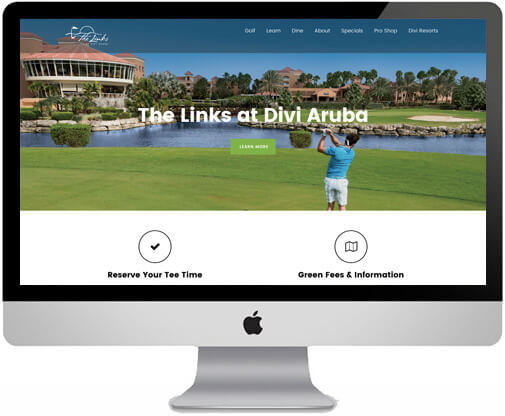 The Links
Golf Learn Dine About Specials Pro Shop Divi Resorts
The Links at Divi Aruba
LEARN MORE
Reserve Your Tee Time
Green Fees & Information